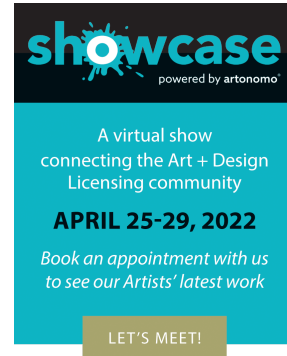 showcase
powered by artonomo®
A virtual show
connecting the Art + Design
Licensing community
APRIL 25-29, 2022
Book an appointment with us
to see our Artists' latest work
LET'S MEET!